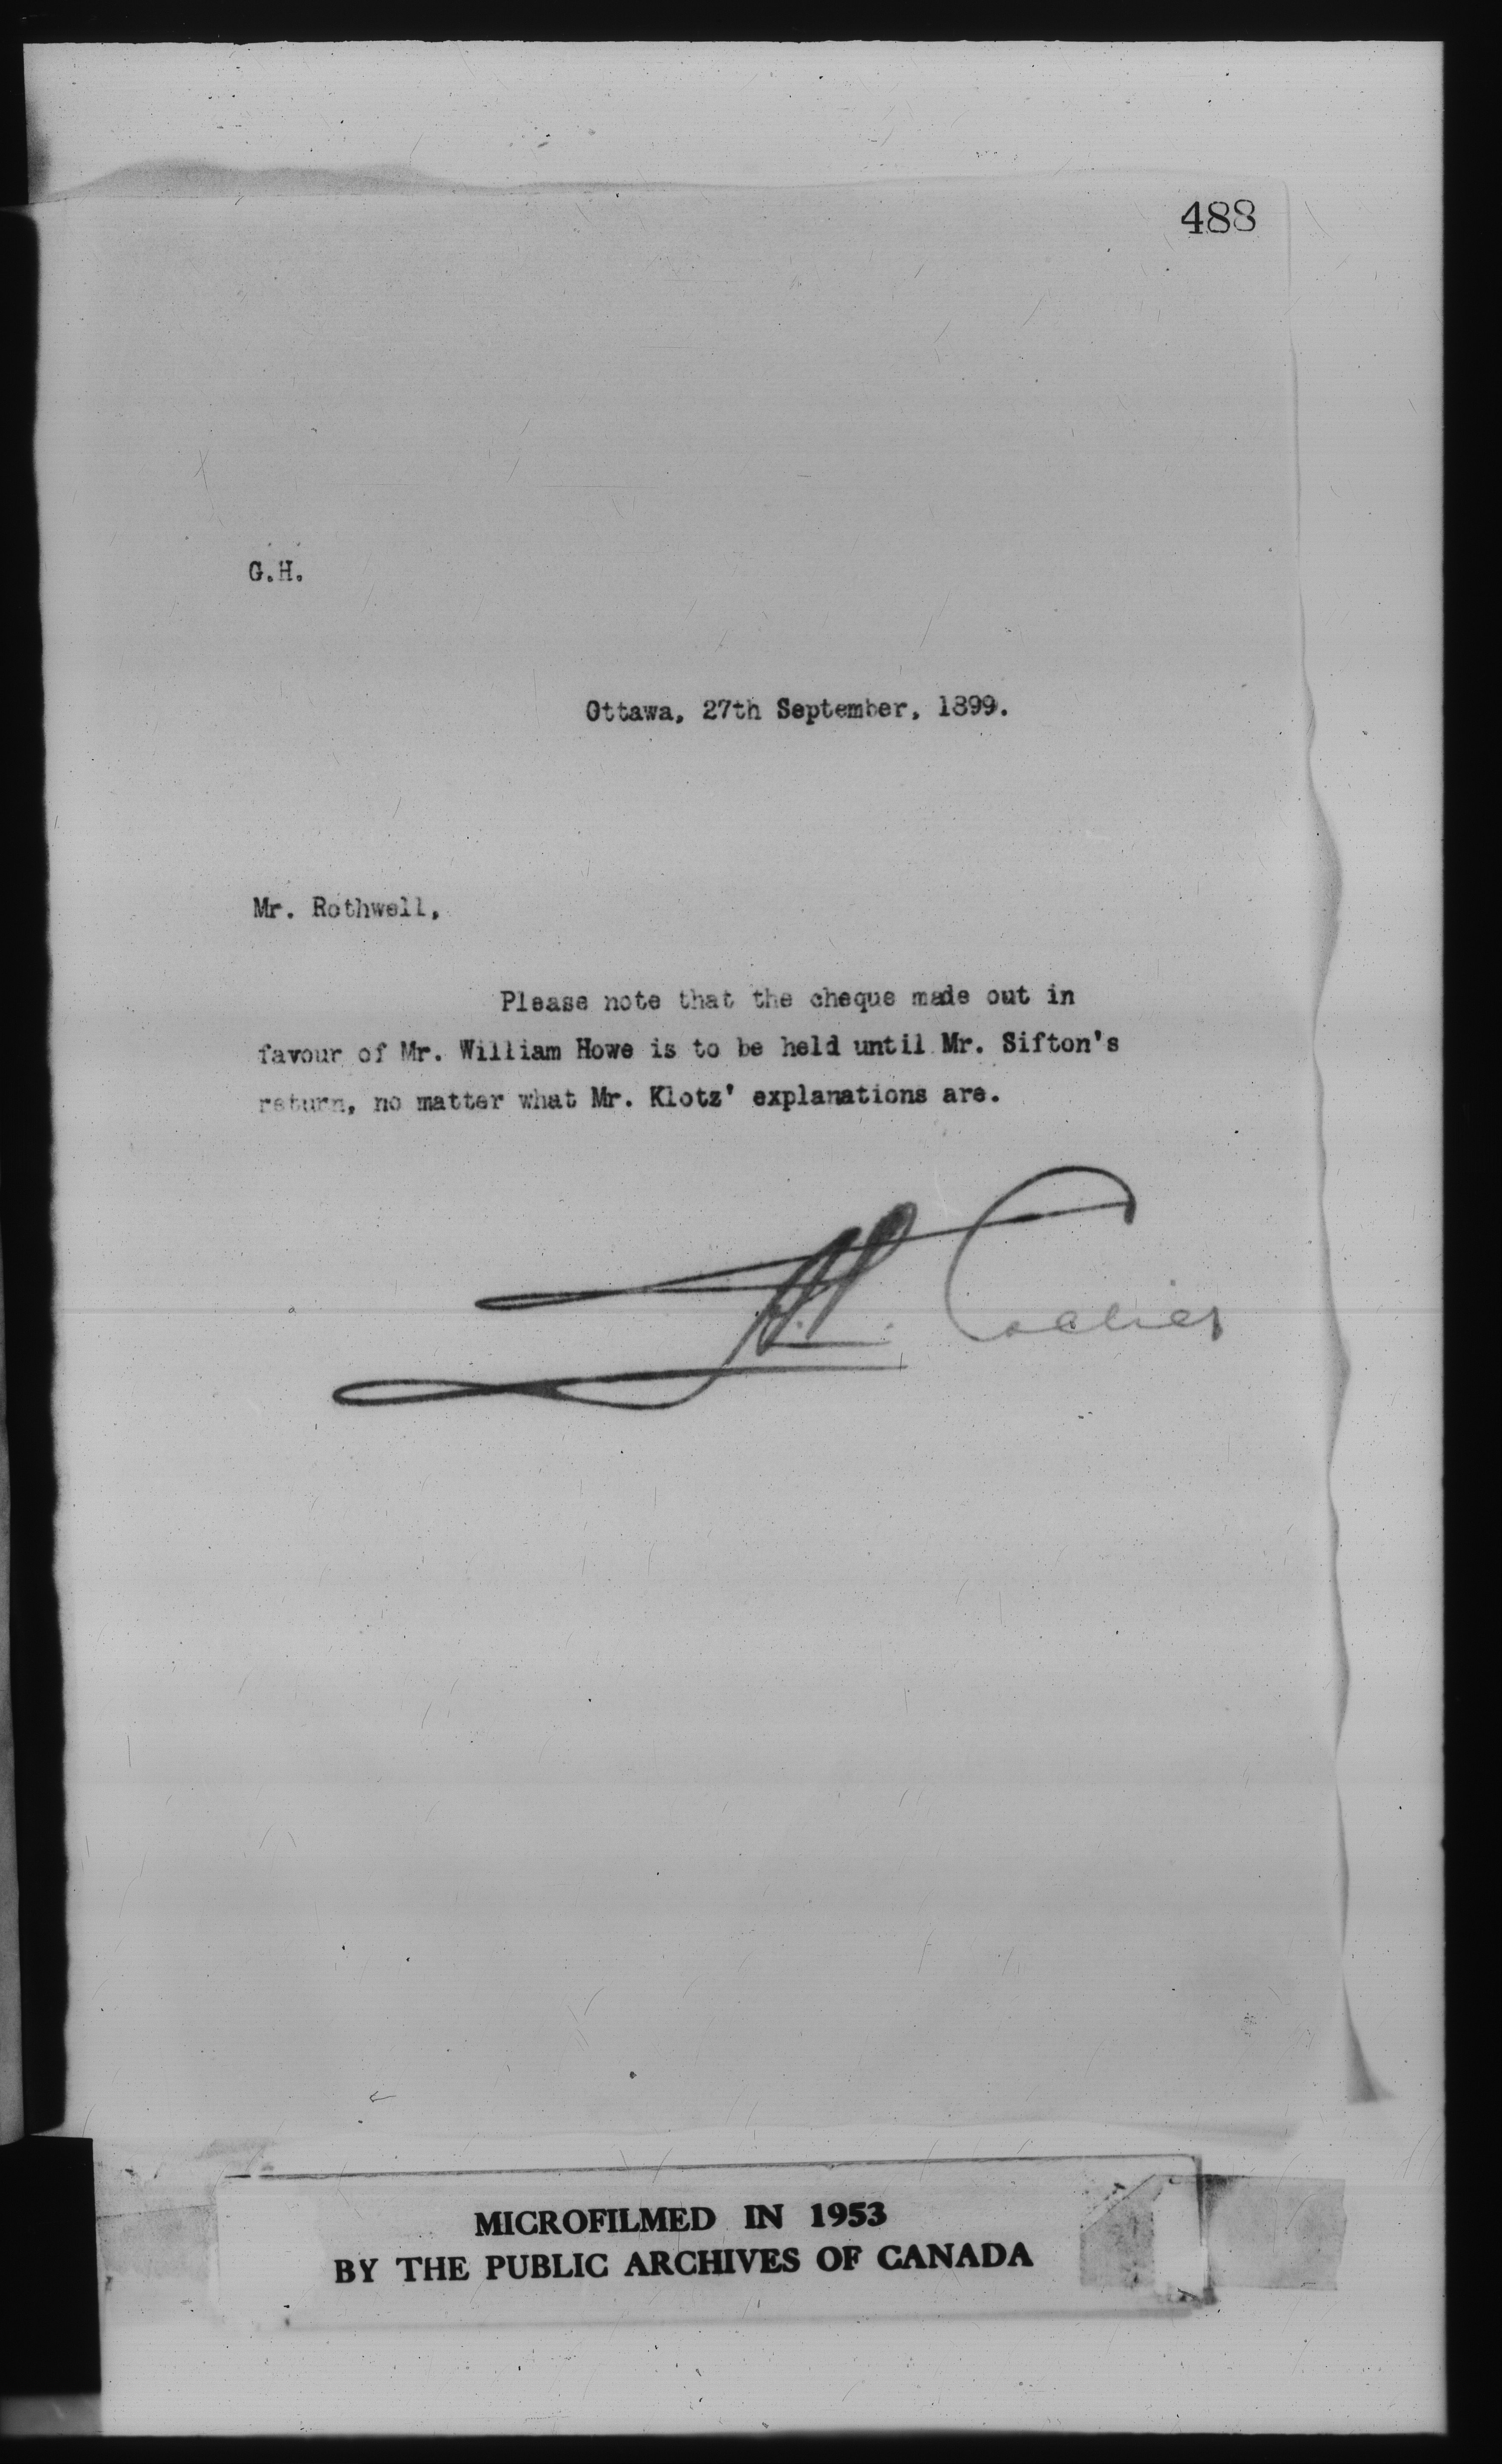 488
G.H.
Ottawa, 27th September, 1899.
Mr. Rothwell,
Please note that the cheque made out in
favour of Mr. William Howe is to be held until Mr. Sifton's
return, no matter what Mr. Klotz' explanations are.
MICROFILMED IN 1953
BY THE PUBLIC ARCHIVES OF CANADA